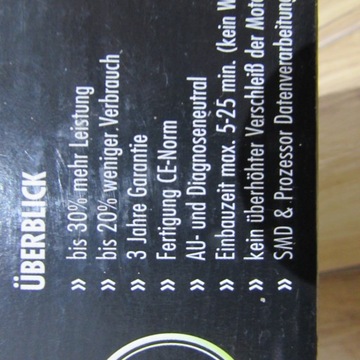 ÜBERBLICK
» bis 30% mehr Leistung
» bis 20% weniger Verbrauch
» 3 Jahre Garantie
» Fertigung CE-Norm
» AU- und Diagnoseneutral
» Einbauzeit max. 5-25 min. (kein
» kein überhöhter Verschleiß der
» SMD & Prozessor Datenverarbeitung